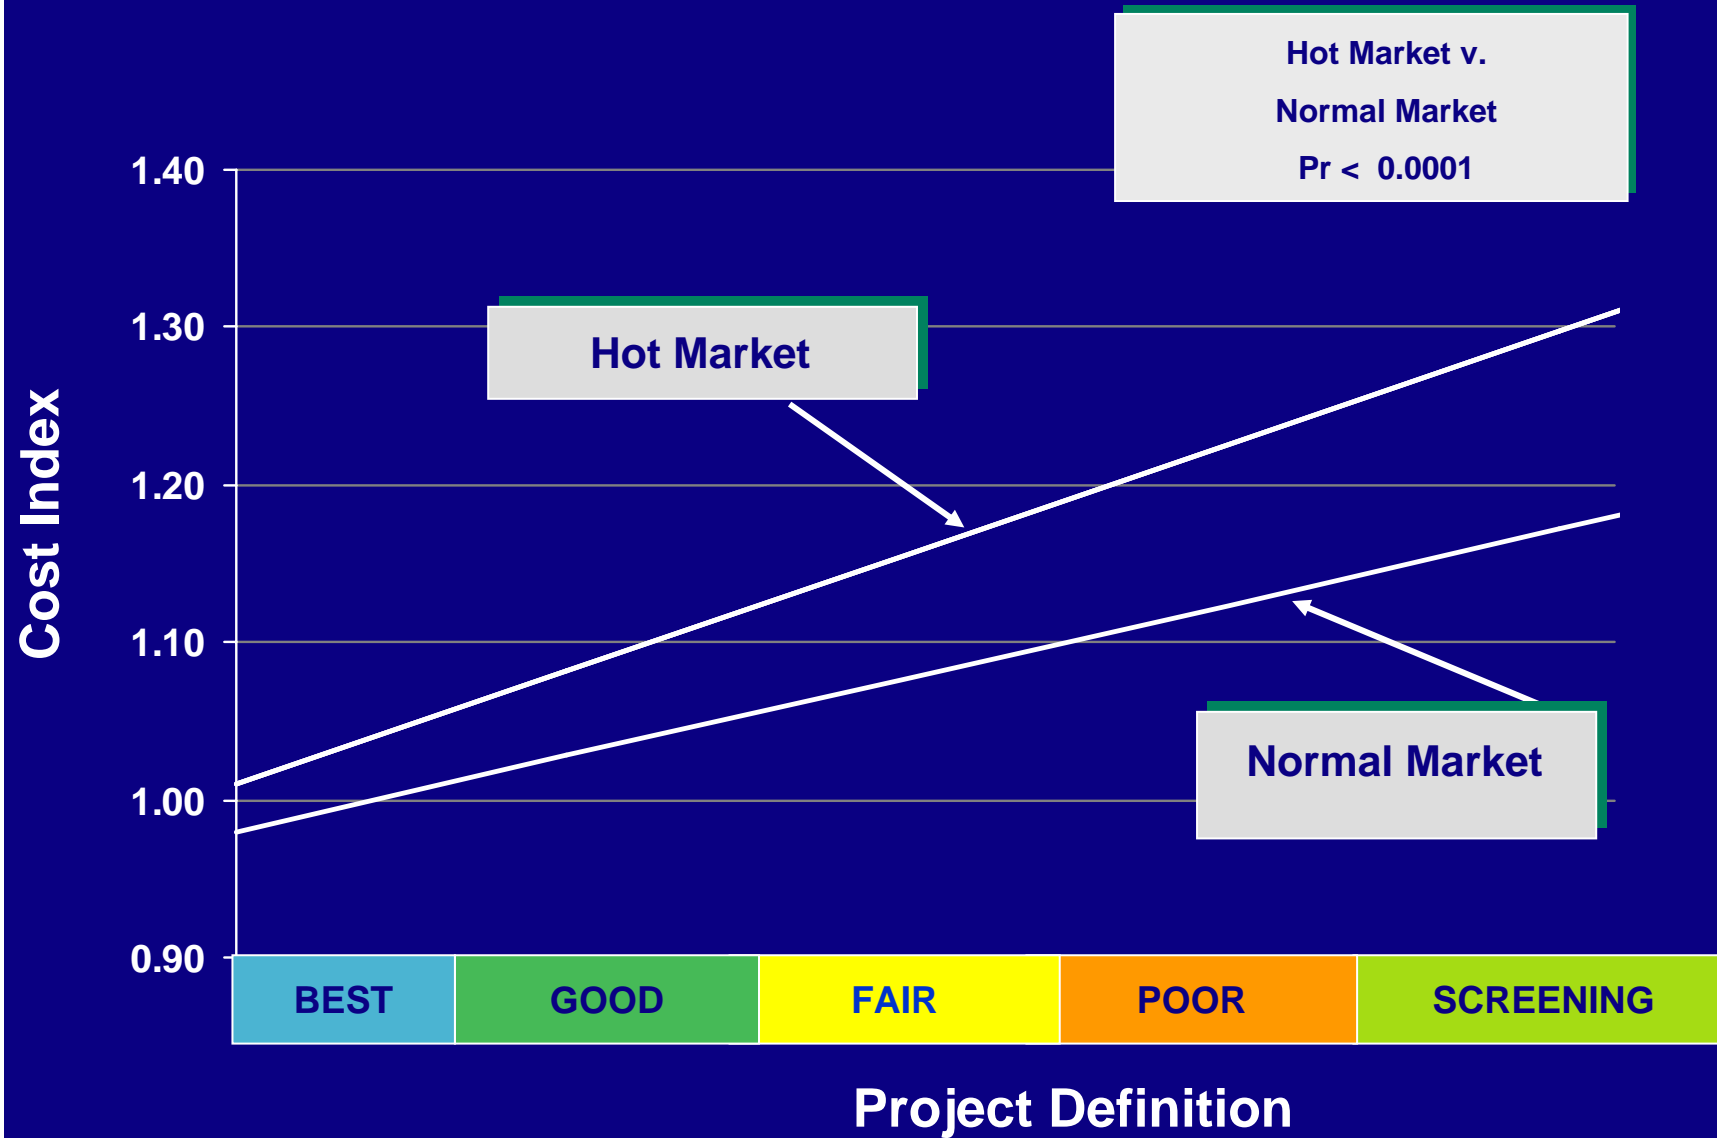 Hot Market v.
Normal Market
Pr < 0.0001
1.40
1.30
1.20
1.10
1.00
0.90
Cost Index
Hot Market
Normal Market
BEST
GOOD
FAIR
POOR
SCREENING
Project Definition